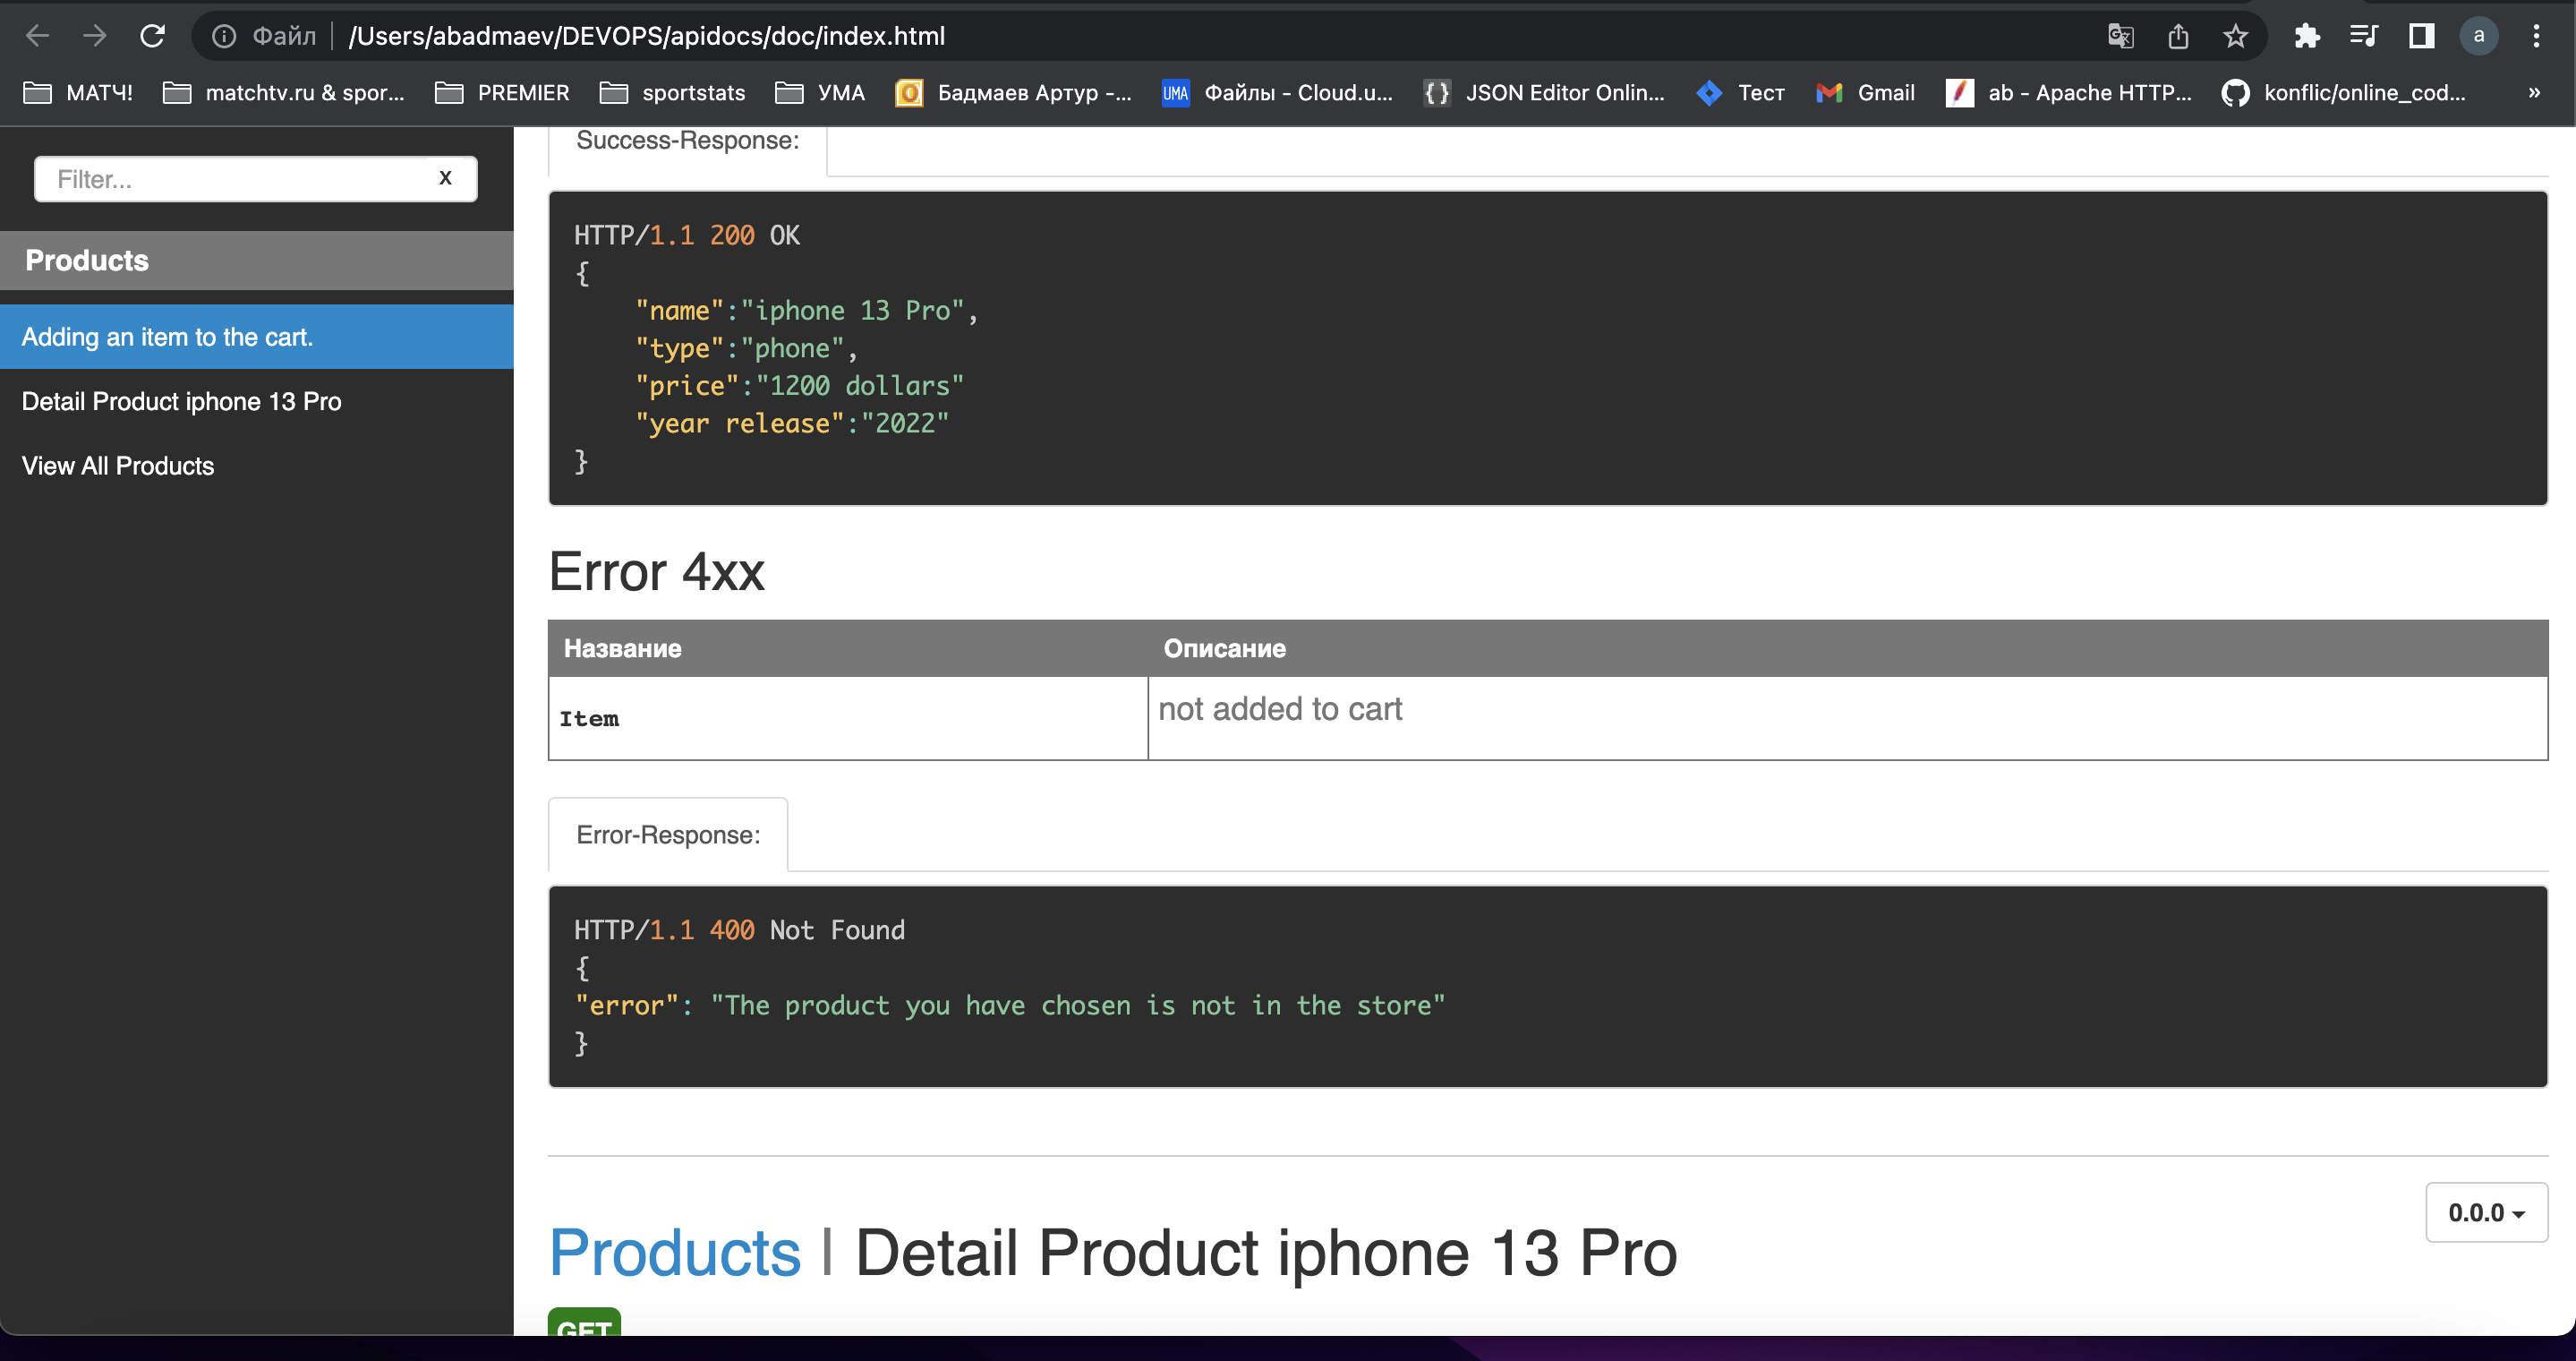 Файл /Users/abadmaev/DEVOPS/apidocs/doc/index.html
a
МАТЧ! matchtv.ru & spor... PREMIER sportstats УМА Бадмаев Артур -... UMA Файлы - Cloud.u... JSON Editor Onlin... Тест Gmail ab - Apache HTTP... konflic/online_cod... »
Filter... X
Products
Adding an item to the cart.
Detail Product iphone 13 Pro
View All Products
Success-Response:
HTTP/1.1 200 OK
{
"name":"iphone 13 Pro",
"type":"phone",
"price":"1200 dollars"
"year release":"2022"
}
Error 4xx
Название Описание
Item not added to cart
Error-Response:
HTTP/1.1 400 Not Found
{
"error": "The product you have chosen is not in the store"
}
0.0.0
Products | Detail Product iphone 13 Pro
GET